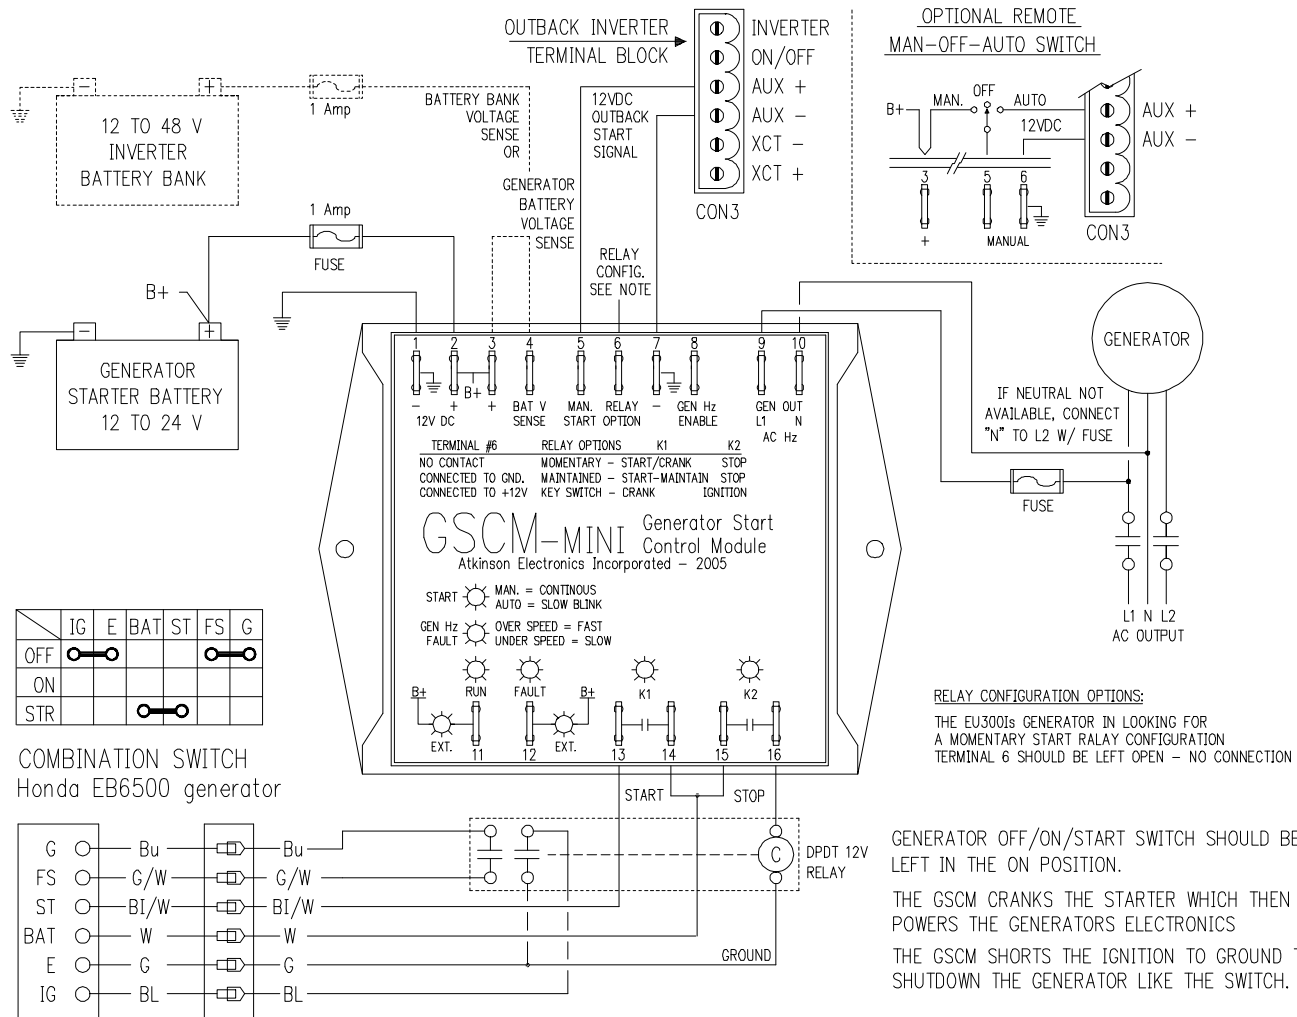 OUTBACK INVERTER
TERMINAL BLOCK
INVERTER
ON/OFF
AUX +
AUX -
XCT -
XCT +
CON3
OPTIONAL REMOTE
MAN-OFF-AUTO SWITCH
B+
MAN.
OFF
AUTO
12VDC
AUX +
AUX -
3
5
6
+
MANUAL
CON3
-
+
1 Amp
12 TO 48 V
INVERTER
BATTERY BANK
BATTERY BANK
VOLTAGE
SENSE
OR
GENERATOR
BATTERY
VOLTAGE
SENSE
12VDC
OUTBACK
START
SIGNAL
1 Amp
FUSE
RELAY
CONFIG.
SEE NOTE
B+
-
+
GENERATOR
STARTER BATTERY
12 TO 24 V
GENERATOR
IF NEUTRAL NOT
AVAILABLE, CONNECT
"N" TO L2 W/ FUSE
FUSE
L1 N L2
AC OUTPUT
1 2 3 4 5 6 7 8 9 10
B+
- + + BAT V MAN. RELAY - GEN Hz GEN OUT
12V DC SENSE START OPTION ENABLE L1 N
AC Hz
TERMINAL #6 RELAY OPTIONS K1 K2
NO CONTACT MOMENTARY - START/CRANK STOP
CONNECTED TO GND. MAINTAINED - START-MAINTAIN STOP
CONNECTED TO +12V KEY SWITCH - CRANK IGNITION
GSCM-MINI Generator Start
Control Module
Atkinson Electronics Incorporated - 2005
START MAN. = CONTINOUS
AUTO = SLOW BLINK
GEN Hz OVER SPEED = FAST
FAULT UNDER SPEED = SLOW
B+ RUN FAULT B+ K1 K2
EXT. EXT.
11 12 13 14 15 16
IG E BAT ST FS G
OFF
ON
STR
COMBINATION SWITCH
Honda EB6500 generator
RELAY CONFIGURATION OPTIONS:
THE EU300Is GENERATOR IN LOOKING FOR
A MOMENTARY START RALAY CONFIGURATION
TERMINAL 6 SHOULD BE LEFT OPEN - NO CONNECTION
START STOP
C
DPDT 12V
RELAY
GROUND
G Bu Bu
FS G/W G/W
ST BI/W BI/W
BAT W W
E G G
IG BL BL
GENERATOR OFF/ON/START SWITCH SHOULD BE
LEFT IN THE ON POSITION.
THE GSCM CRANKS THE STARTER WHICH THEN
POWERS THE GENERATORS ELECTRONICS
THE GSCM SHORTS THE IGNITION TO GROUND
SHUTDOWN THE GENERATOR LIKE THE SWITCH.